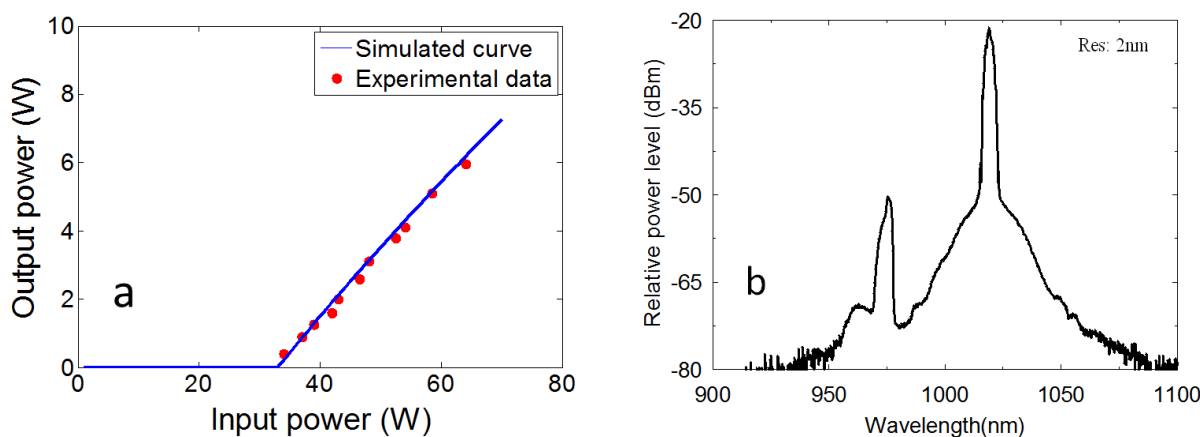 10
8
6
4
2
0
Output power (W)
Simulated curve
Experimental data
a
0
20
40
60
80
Input power (W)
-20
-35
-50
-65
-80
Relative power level (dBm)
Res: 2nm
b
900
950
1000
1050
1100
Wavelength(nm)